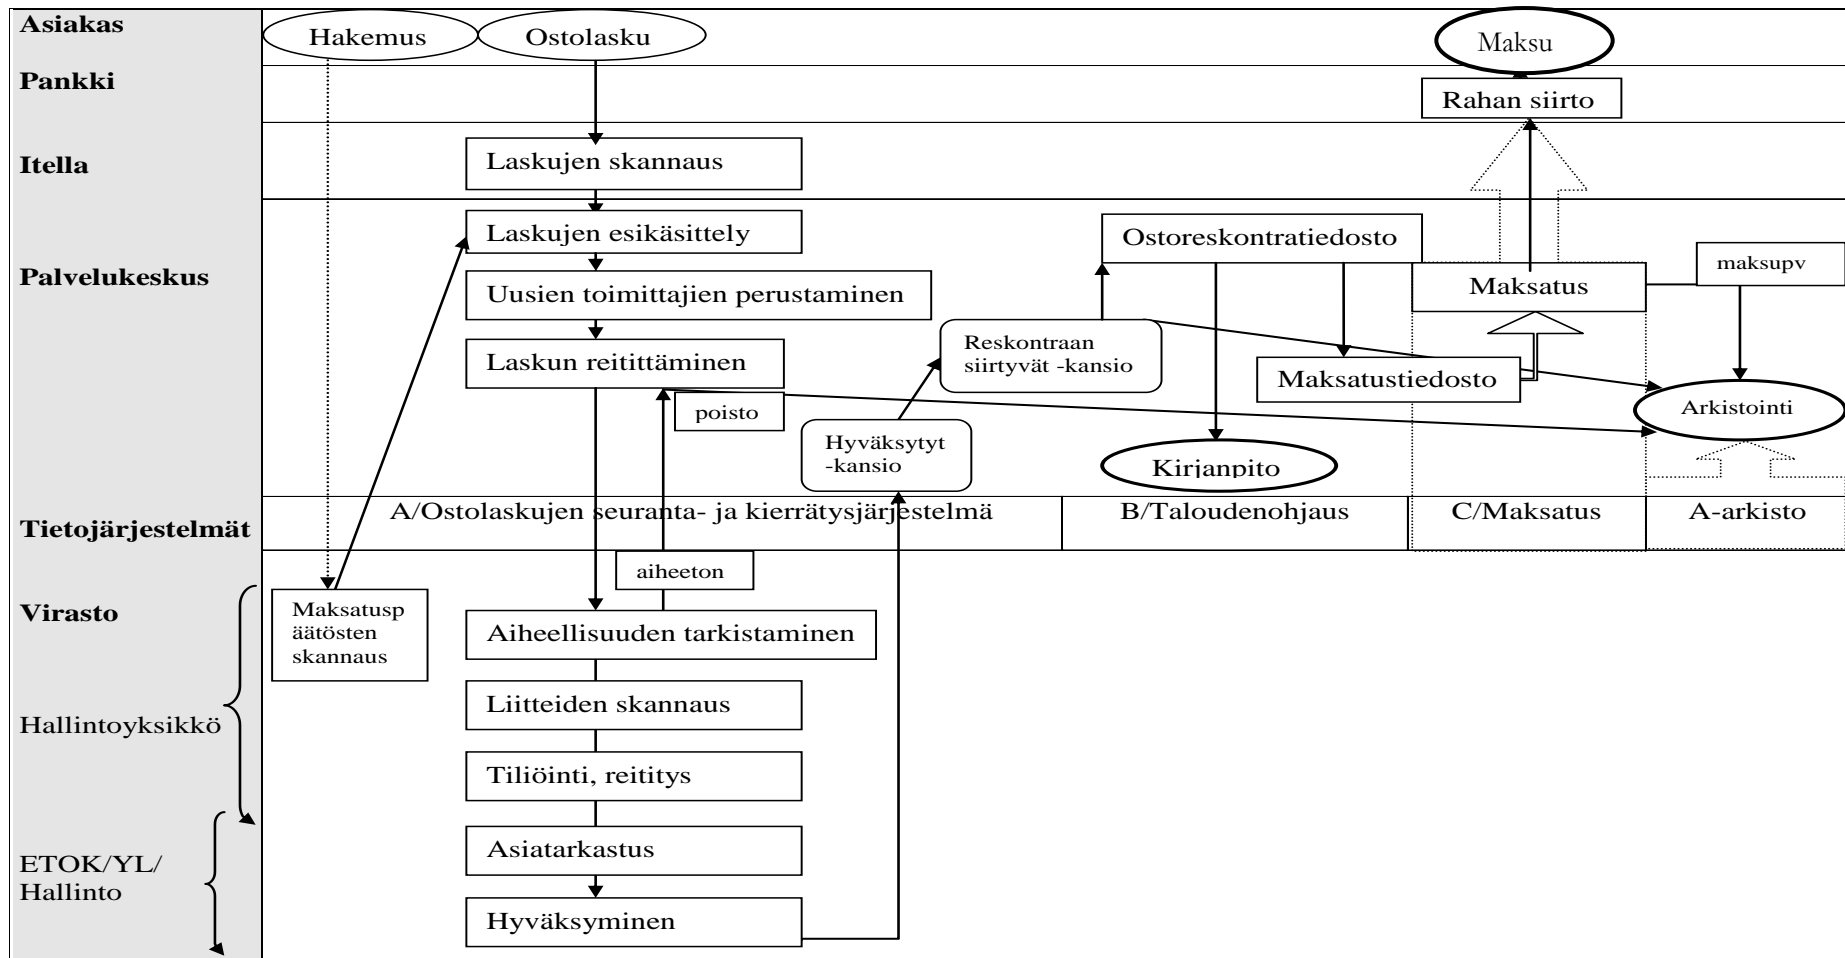 Asiakas
Hakemus
Ostolasku
Maksu
Pankki
Rahan siirto
Itella
Laskujen skannaus
Palvelukeskus
Laskujen esikäsittely
Ostoreskontratiedosto
maksupv
Uusien toimittajien perustaminen
Maksatus
Laskun reitittäminen
Reskontraan
siirtyvät -kansio
Maksatustiedosto
poisto
Arkistointi
Hyväksytyt
-kansio
Kirjanpito
Tietojärjestelmät
A/Ostolaskujen seuranta- ja kierrätysjärjestelmä
B/Taloudenohjaus
C/Maksatus
A-arkisto
aiheeton
Virasto
Maksatusp
äätösten
skannaus
Aiheellisuuden tarkistaminen
Liitteiden skannaus
Hallintoyksikkö
Tiliöinti, reititys
Asiatarkastus
ETOK/YL/
Hallinto
Hyväksyminen